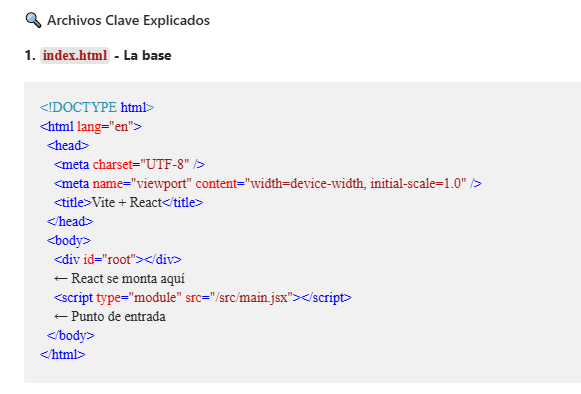 🔍 Archivos Clave Explicados
1. index.html - La base
<!DOCTYPE html>
<html lang="en">
<head>
<meta charset="UTF-8" />
<meta name="viewport" content="width=device-width, initial-scale=1.0" />
<title>Vite + React</title>
</head>
<body>
<div id="root"></div>
← React se monta aquí
<script type="module" src="/src/main.jsx"></script>
← Punto de entrada
</body>
</html>